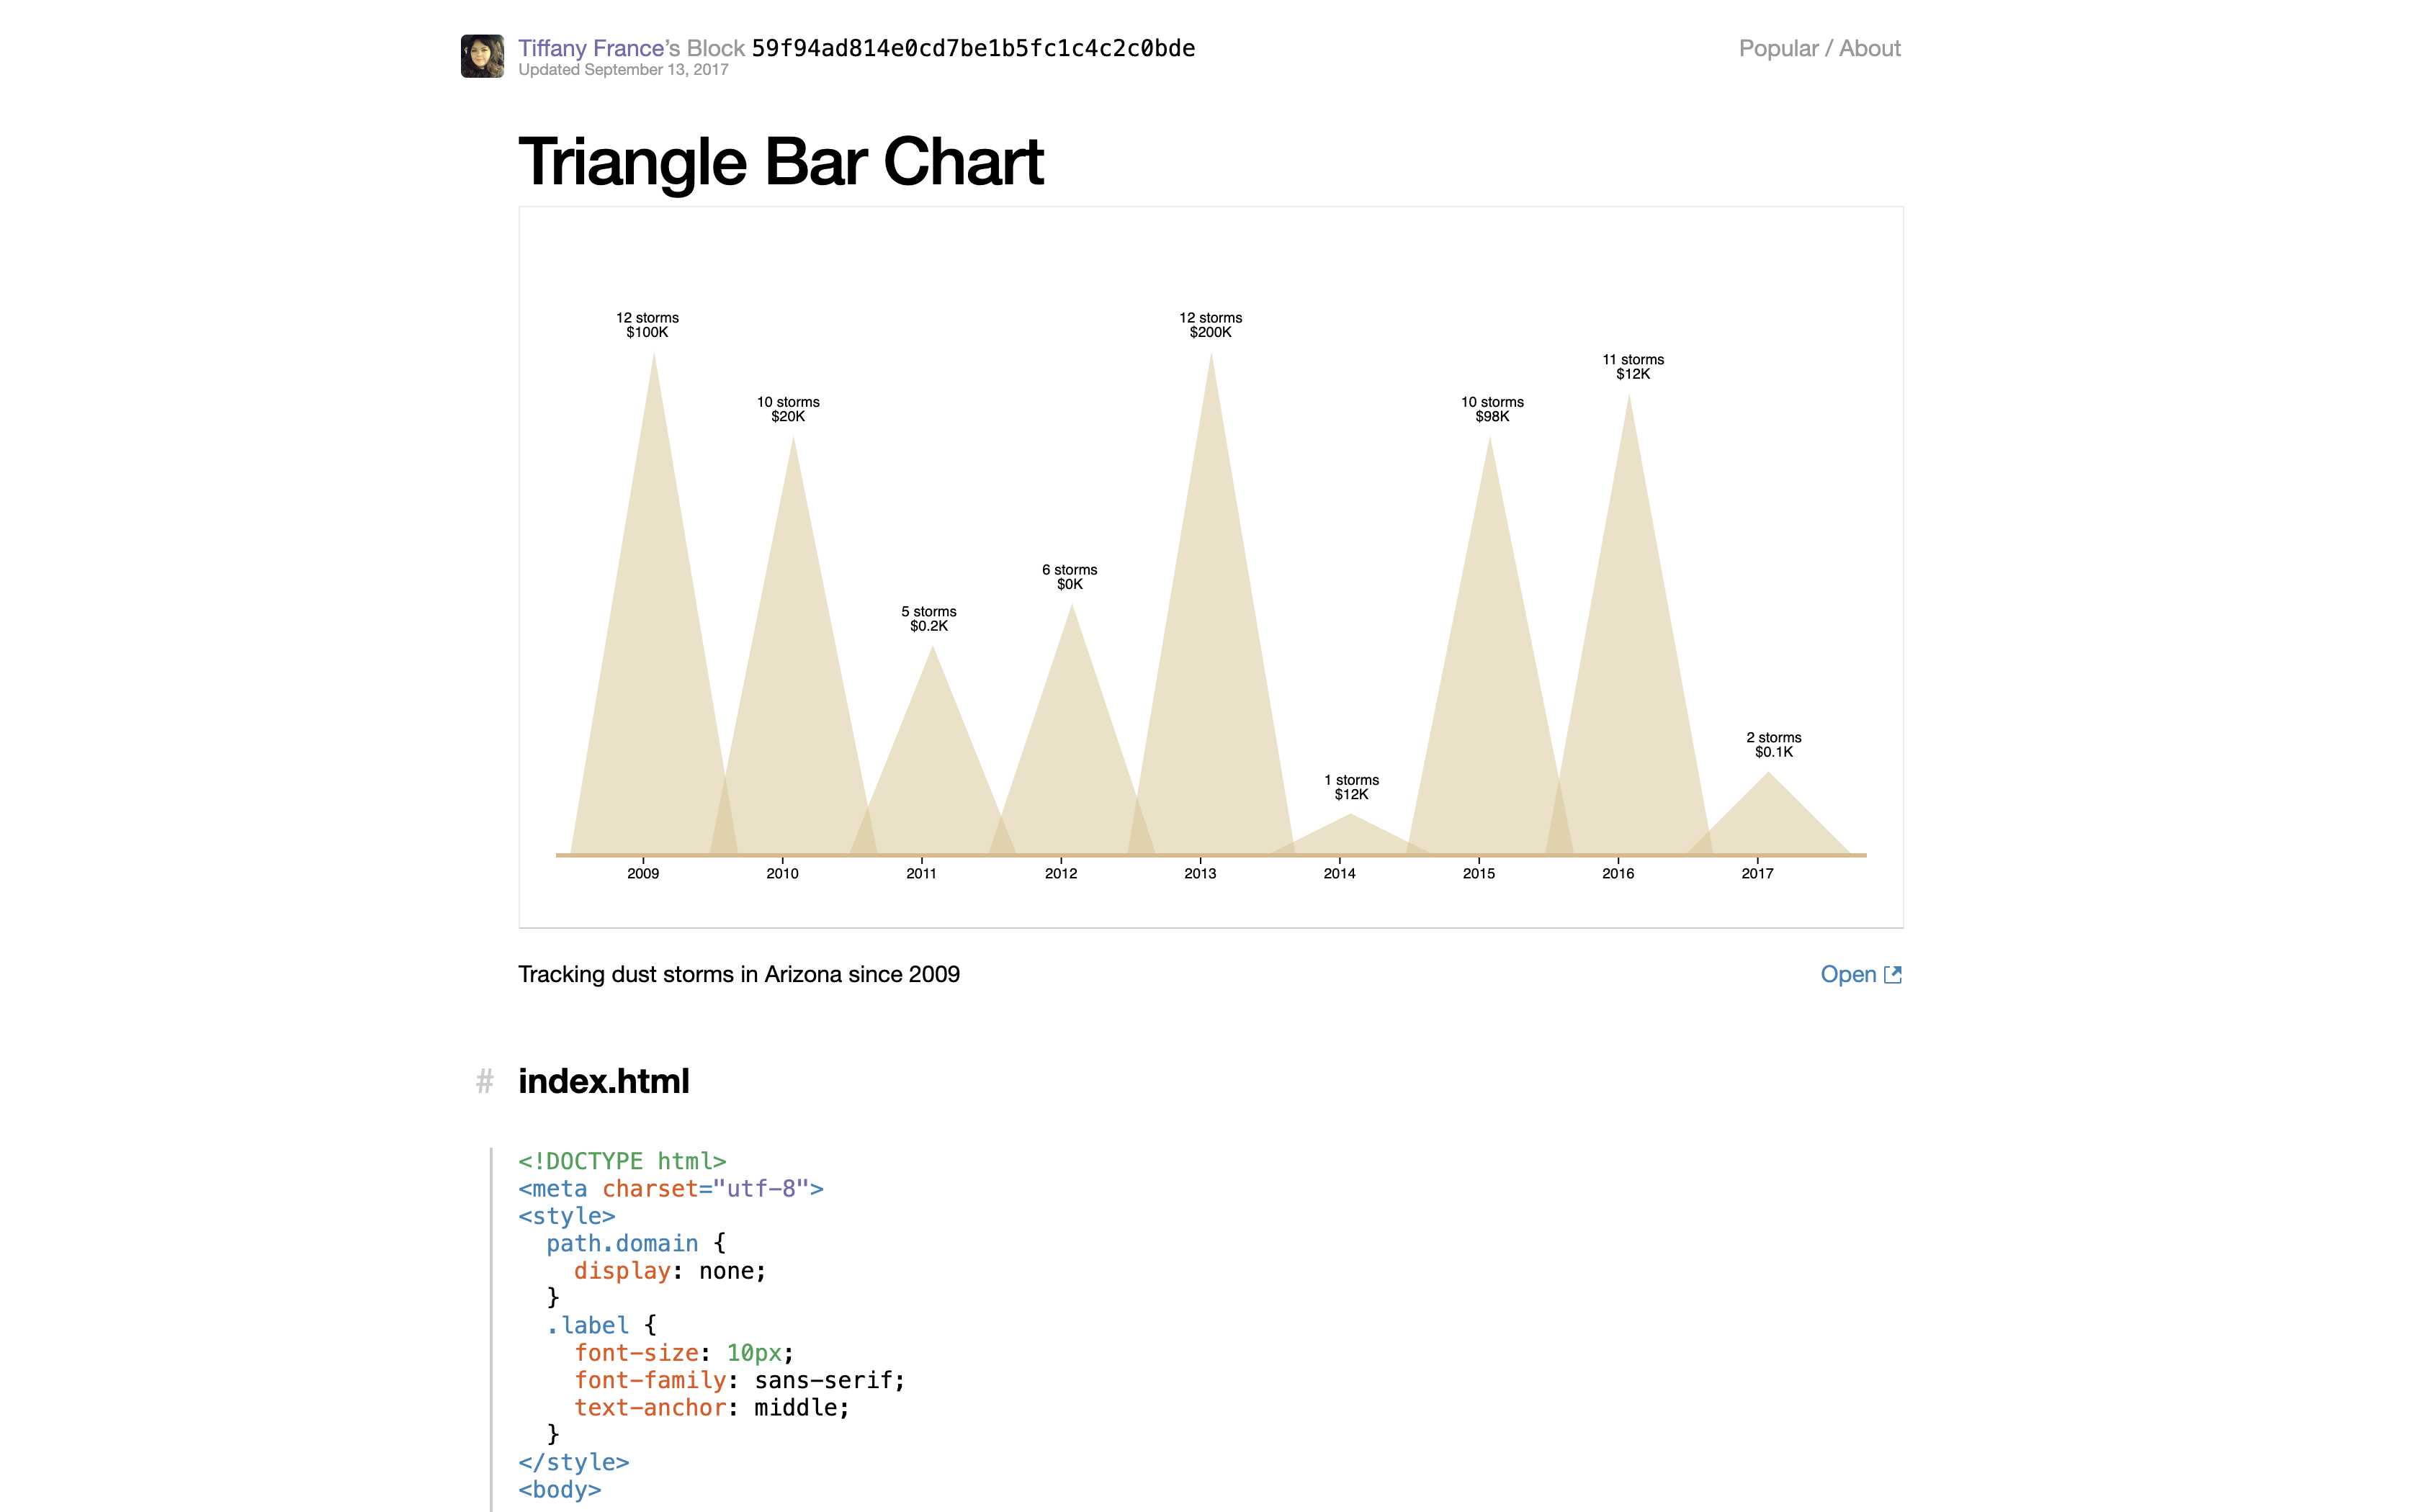 Tiffany France’s Block 59f94ad814e0cd7be1b5fc1c4c2c0bde
Popular / About
Updated September 13, 2017
Triangle Bar Chart
12 storms
$100K
10 storms
$20K
5 storms
$0.2K
6 storms
$0K
12 storms
$200K
1 storms
$12K
10 storms
$98K
11 storms
$12K
2 storms
$0.1K
2009 2010 2011 2012 2013 2014 2015 2016 2017
Tracking dust storms in Arizona since 2009
Open
# index.html
<!DOCTYPE html>
<meta charset="utf-8">
<style>
  path.domain {
    display: none;
  }
  .label {
    font-size: 10px;
    font-family: sans-serif;
    text-anchor: middle;
  }
</style>
<body>